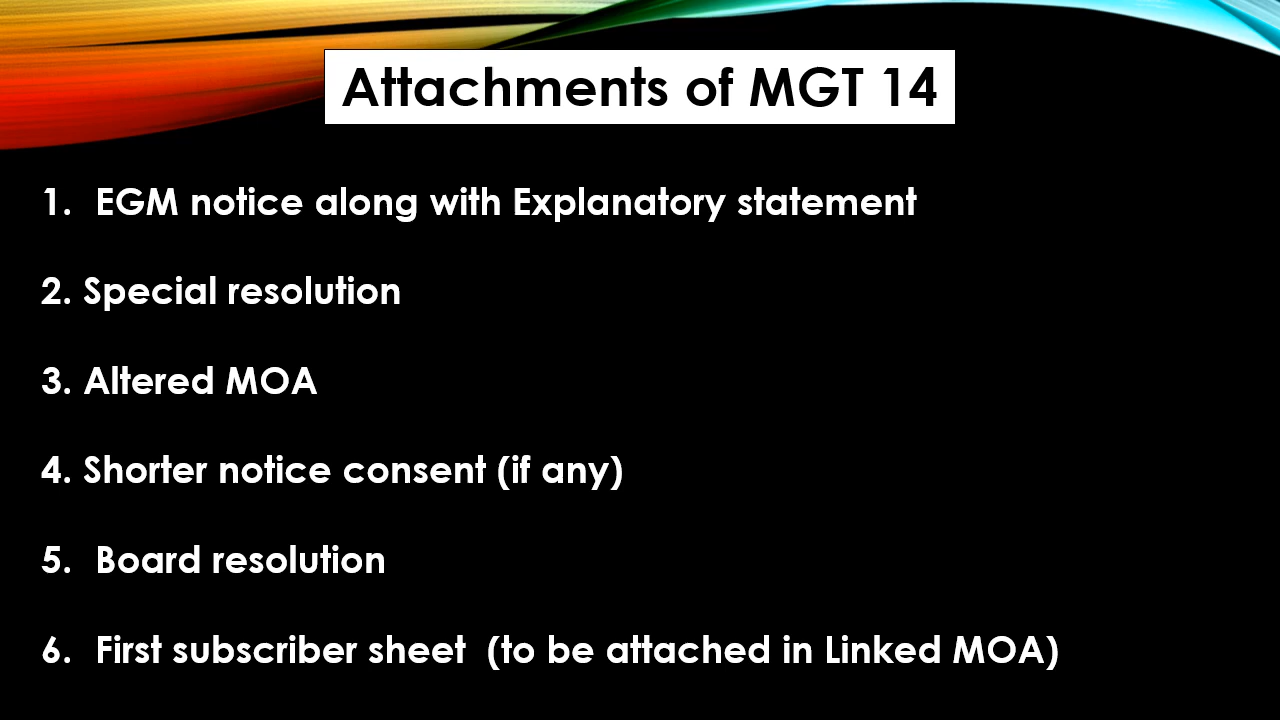 Attachments of MGT 14
1. EGM notice along with Explanatory statement
2. Special resolution
3. Altered MOA
4. Shorter notice consent (if any)
5. Board resolution
6. First subscriber sheet (to be attached in Linked MOA)